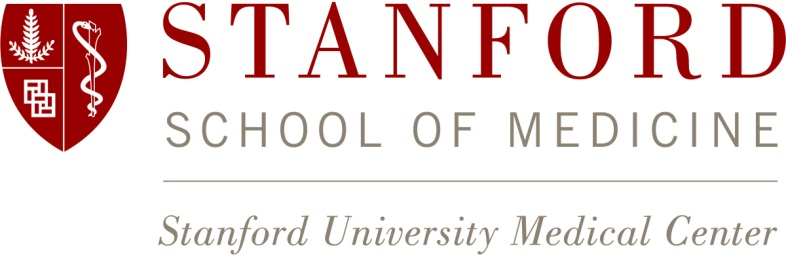 STANFORD
SCHOOL OF MEDICINE
Stanford University Medical Center